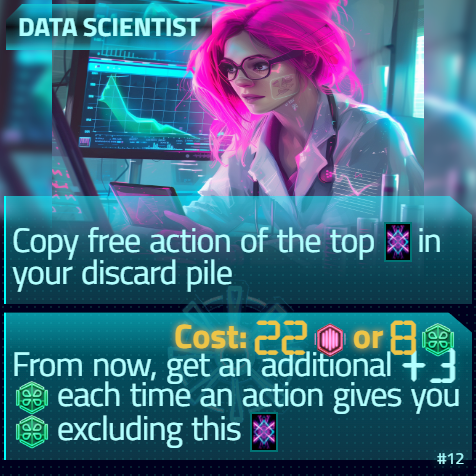 DATA SCIENTIST
Copy free action of the top in
your discard pile
Cost: 22 or 8
From now, get an additional +3
each time an action gives you
excluding this
#12